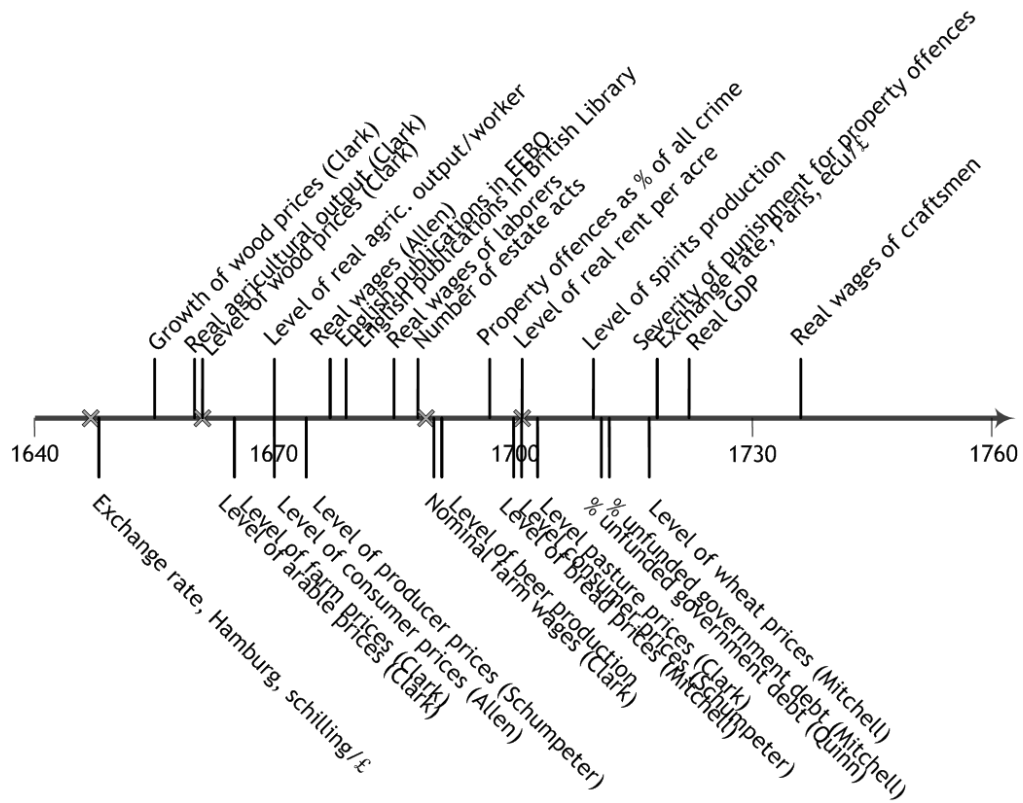 Growth of wood prices (Clark)
Real agricultural output (Clark)
Level of wood prices (Clark)
Level of real agric. output/worker
Real wages (Allen)
English publications in EEBO
English publications in British Library
Real wages of laborers
Number of estate acts
Property offences as % of all crime
Level of real rent per acre
Level of spirits production
Severity of punishment for property offences
Exchange rate, Paris, ecu/£
Real GDP
Real wages of craftsmen
1640
1670
1700
1730
1760
Exchange rate, Hamburg, schilling/£
Level of arable prices (Clark)
Level of farm prices (Clark)
Level of consumer prices (Allen)
Level of producer prices (Schumpeter)
Nominal farm wages (Clark)
Level of beer production
Level of bread prices (Mitchell)
Level consumer prices (Schumpeter)
Level pasture prices (Clark)
% unfunded government debt (Quinn)
% unfunded government debt (Mitchell)
Level of wheat prices (Mitchell)